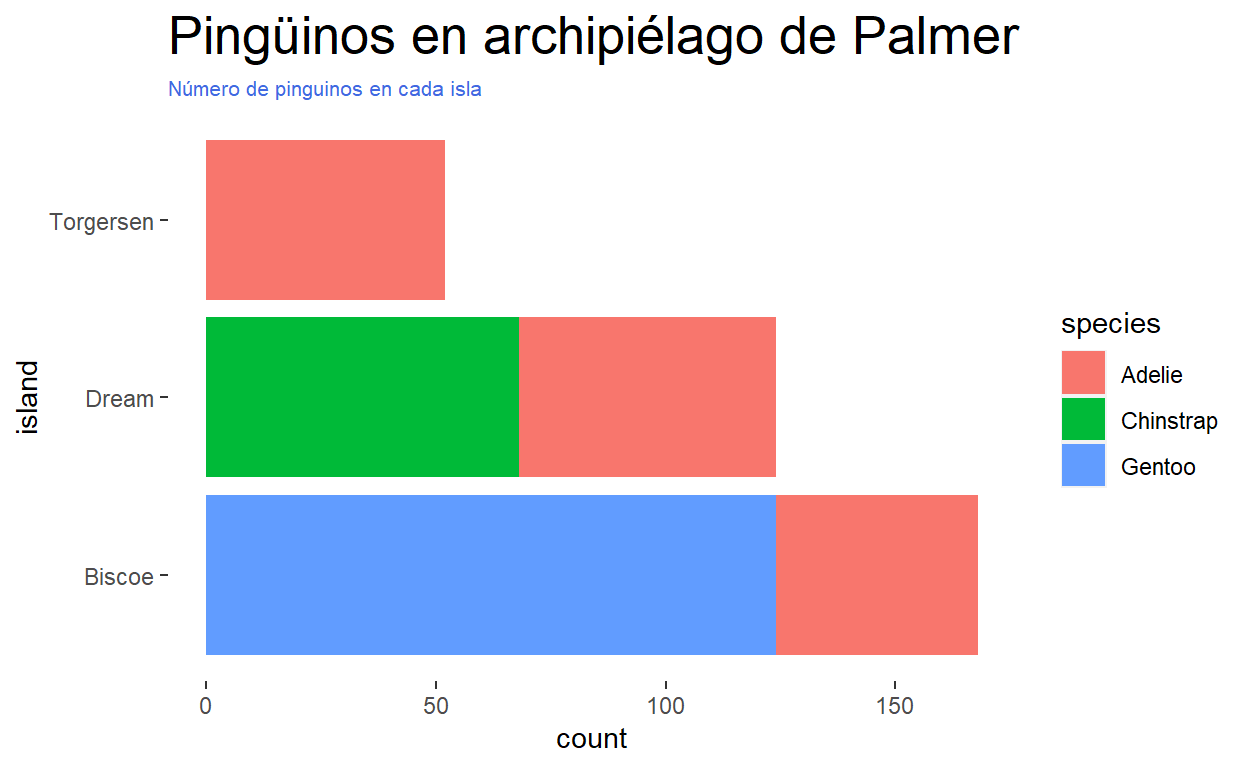 Pingüinos en archipiélago de Palmer
Número de pinguinos en cada isla
Torgersen
Dream
Biscoe
island
0
50
100
150
count
species
Adelie
Chinstrap
Gentoo